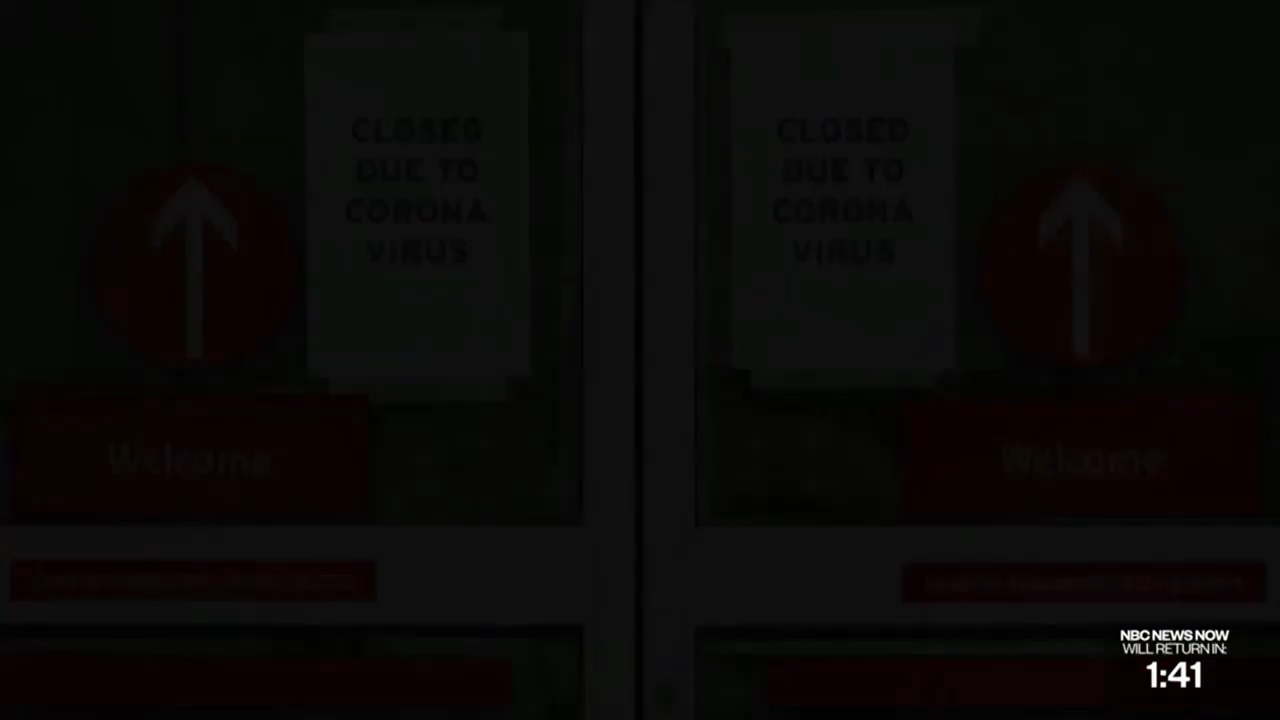 CLOSED
DUE TO
CORONA
VIRUS
CLOSED
DUE TO
CORONA
VIRUS
Welcome
Welcome
NBC NEWS NOW
WILL RETURN IN:
1:41